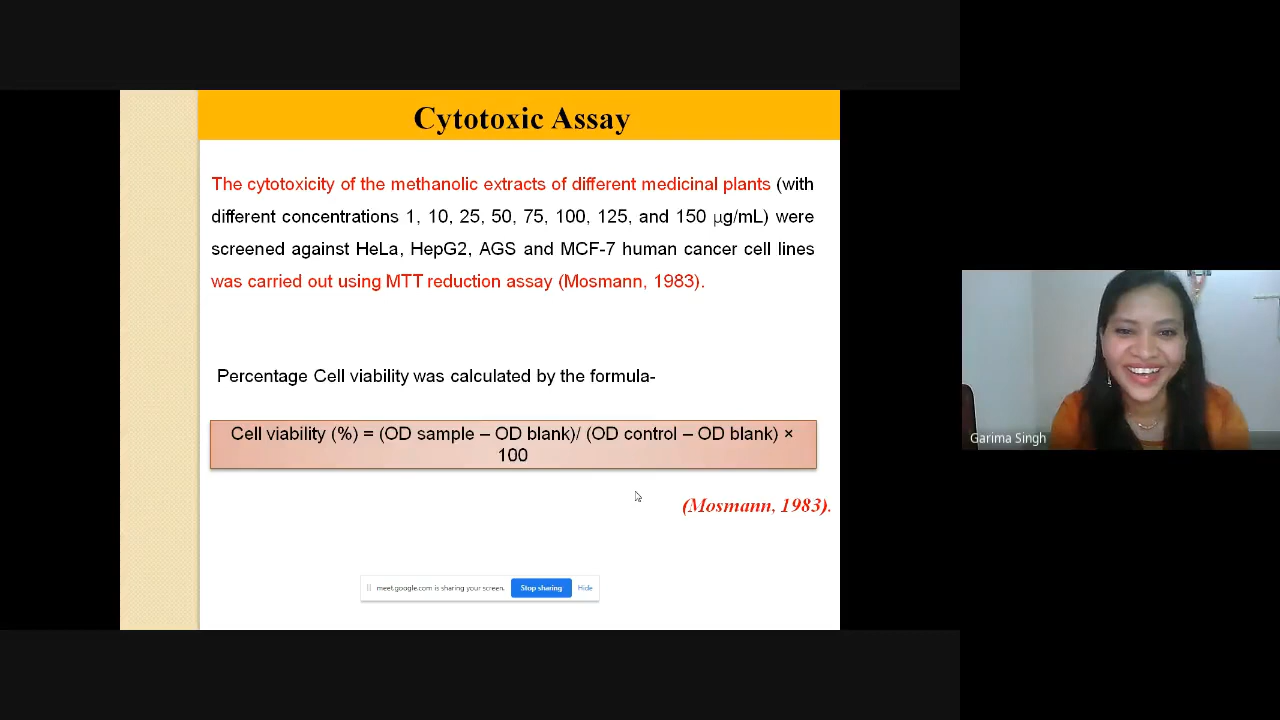 Cytotoxic Assay
The cytotoxicity of the methanolic extracts of different medicinal plants (with
different concentrations 1, 10, 25, 50, 75, 100, 125, and 150 µg/mL) were
screened against HeLa, HepG2, AGS and MCF-7 human cancer cell lines
was carried out using MTT reduction assay (Mosmann, 1983).
Percentage Cell viability was calculated by the formula-
Cell viability (%) = (OD sample – OD blank)/ (OD control – OD blank) ×
100
(Mosmann, 1983).
meet.google.com is sharing your screen. Stop sharing Hide
Garima Singh